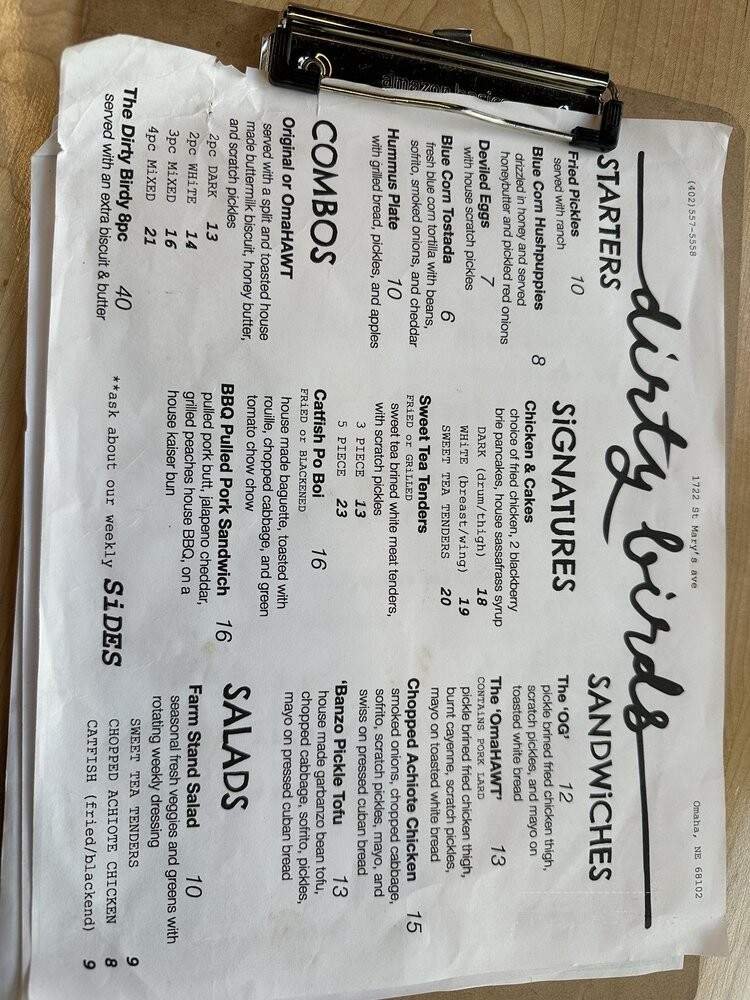 amazon basics
(402)557-5558
1722 St Mary's ave
Omaha, NE 68102
dirty birds
STARTERS
Fried Pickles 10
served with ranch
Blue Corn Hushpuppies 8
drizzled in honey and served
honeybutter and pickled red onions
Deviled Eggs 7
with house scratch pickles
Blue Corn Tostada 6
fresh blue corn tortilla with beans,
sofrito, smoked onions, and cheddar
Hummus Plate 10
with grilled bread, pickles, and apples
COMBOS
Original or OmaHAWT
served with a split and toasted house
made buttermilk biscuit, honey butter,
and scratch pickles
2pc DARK 13
2pc WHiTE 14
3pc MiXED 16
4pc MiXED 21
The Dirty Birdy 8pc 40
served with an extra biscuit & butter
SiGNATURES
Chicken & Cakes
choice of fried chicken, 2 blackberry
brie pancakes, house sassafrass syrup
DARK (drum/thigh) 18
WHiTE (breast/wing) 19
SWEET TEA TENDERS 20
Sweet Tea Tenders
FRiED or GRiLLED
sweet tea brined white meat tenders,
with scratch pickles
3 PIECE 13
5 PIECE 23
Catfish Po Boi 16
FRiED or BLACKENED
house made baguette, toasted with
rouille, chopped cabbage, and green
tomato chow chow
BBQ Pulled Pork Sandwich 16
pulled pork butt, jalapeno cheddar,
grilled peaches house BBQ, on a
house kaiser bun
**ask about our weekly SiDES
SANDWiCHES
The 'OG' 12
pickle brined fried chicken thigh,
scratch pickles, and mayo on
toasted white bread
The 'OmaHAWT' 13
CONTAiNS PORK LARD
pickle brined fried chicken thigh,
burnt cayenne, scratch pickles,
mayo on toasted white bread
Chopped Achiote Chicken 15
smoked onions, chopped cabbage,
sofrito, scratch pickles, mayo, and
swiss on pressed cuban bread
'Banzo Pickle Tofu 13
house made garbanzo bean tofu,
chopped cabbage, sofrito, pickles,
mayo on pressed cuban bread
SALADS
Farm Stand Salad 10
seasonal fresh veggies and greens with
rotating weekly dressing
SWEET TEA TENDERS 9
CHOPPED ACHIOTE CHICKEN 8
CATFISH (fried/blackend) 9